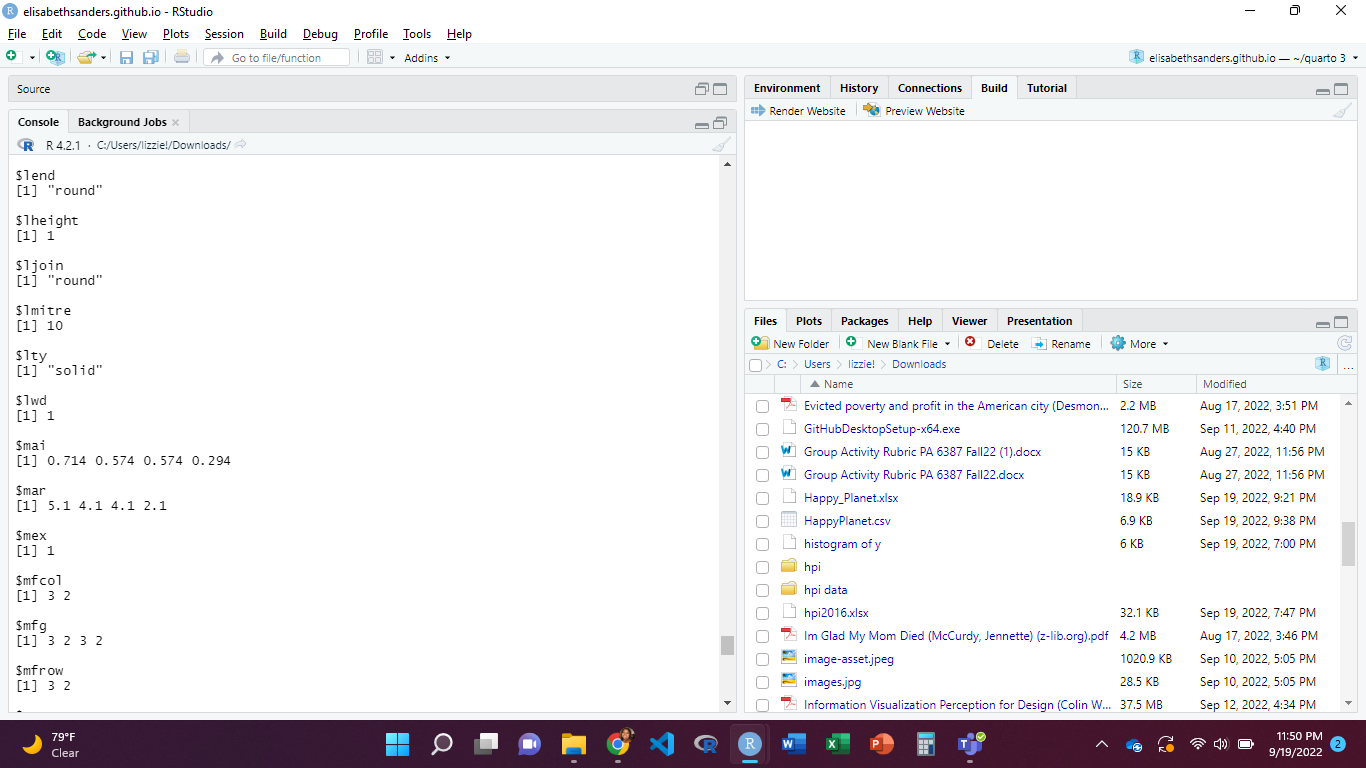 elisabethsanders.github.io - RStudio
File Edit Code View Plots Session Build Debug Profile Tools Help
Go to file/function Addins elisabethsanders.github.io — ~/quarto 3
Source
Console Background Jobs
R 4.2.1 · C:/Users/lizzie!/Downloads/
$lend
[1] "round"
$lheight
[1] 1
$ljoin
[1] "round"
$lmitre
[1] 10
$lty
[1] "solid"
$lwd
[1] 1
$mai
[1] 0.714 0.574 0.574 0.294
$mar
[1] 5.1 4.1 4.1 2.1
$mex
[1] 1
$mfcol
[1] 3 2
$mfg
[1] 3 2 3 2
$mfrow
[1] 3 2
Environment History Connections Build Tutorial
Render Website Preview Website
Files Plots Packages Help Viewer Presentation
New Folder New Blank File Delete Rename More
C: Users lizzie! Downloads ...
Name Size Modified
Evicted poverty and profit in the American city (Desmon... 2.2 MB Aug 17, 2022, 3:51 PM
GitHubDesktopSetup-x64.exe 120.7 MB Sep 11, 2022, 4:40 PM
Group Activity Rubric PA 6387 Fall22 (1).docx 15 KB Aug 27, 2022, 11:56 PM
Group Activity Rubric PA 6387 Fall22.docx 15 KB Aug 27, 2022, 11:56 PM
Happy_Planet.xlsx 18.9 KB Sep 19, 2022, 9:21 PM
HappyPlanet.csv 6.9 KB Sep 19, 2022, 9:38 PM
histogram of y 6 KB Sep 19, 2022, 7:00 PM
hpi
hpi data
hpi2016.xlsx 32.1 KB Sep 19, 2022, 7:47 PM
Im Glad My Mom Died (McCurdy, Jennette) (z-lib.org).pdf 4.2 MB Aug 17, 2022, 3:46 PM
image-asset.jpeg 1020.9 KB Sep 10, 2022, 5:05 PM
images.jpg 28.5 KB Sep 10, 2022, 5:05 PM
Information Visualization Perception for Design (Colin W... 37.5 MB Sep 12, 2022, 4:34 PM
79°F
Clear
11:50 PM
9/19/2022
2